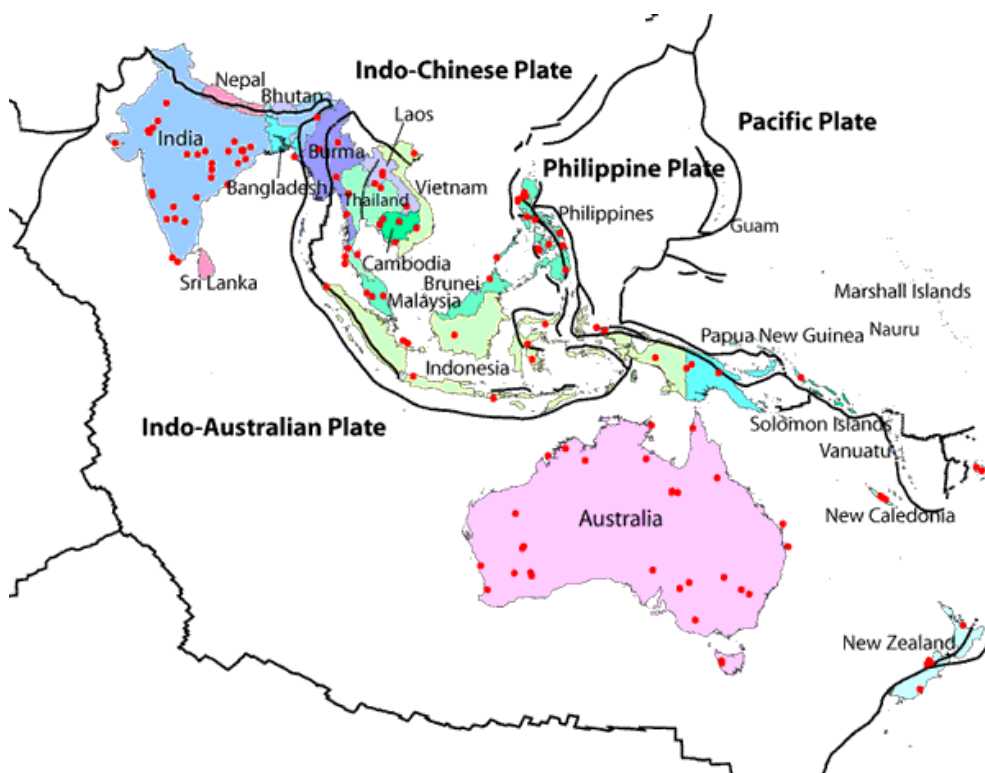 Indo-Chinese Plate
Nepal
Bhutan
Laos
Pacific Plate
India
Burma
Philippine Plate
Bangladesh
Vietnam
Thailand
Philippines
Guam
Cambodia
Sri Lanka
Brunei
Malaysia
Marshall Islands
Papua New Guinea
Nauru
Indonesia
Indo-Australian Plate
Solomon Islands
Vanuatu
Australia
New Caledonia
New Zealand